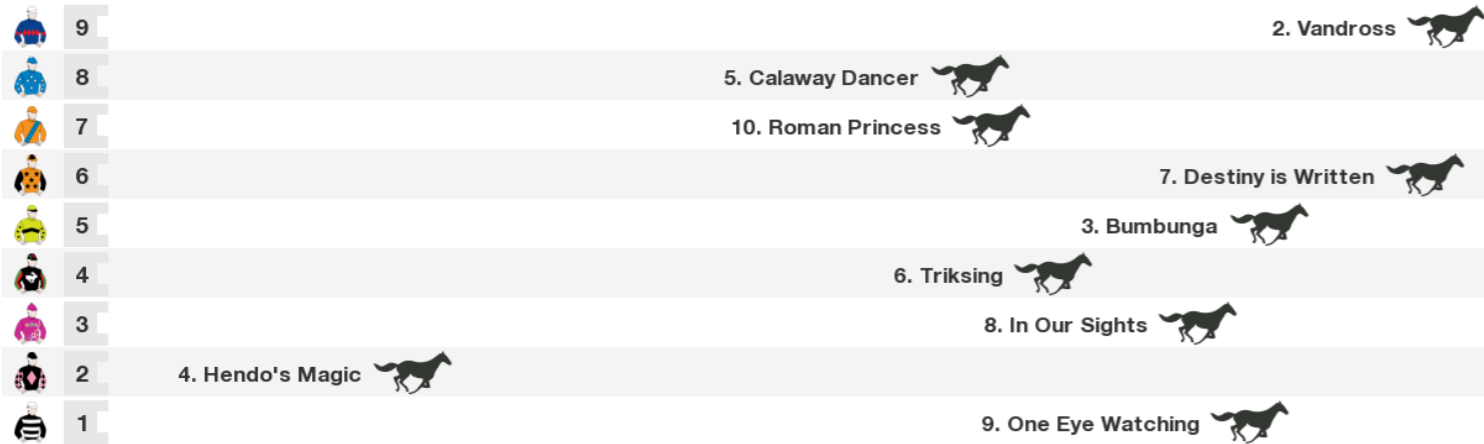 9 2. Vandross
8 5. Calaway Dancer
7 10. Roman Princess
6 7. Destiny is Written
5 3. Bumbunga
4 6. Triksing
3 8. In Our Sights
2 4. Hendo's Magic
1 9. One Eye Watching